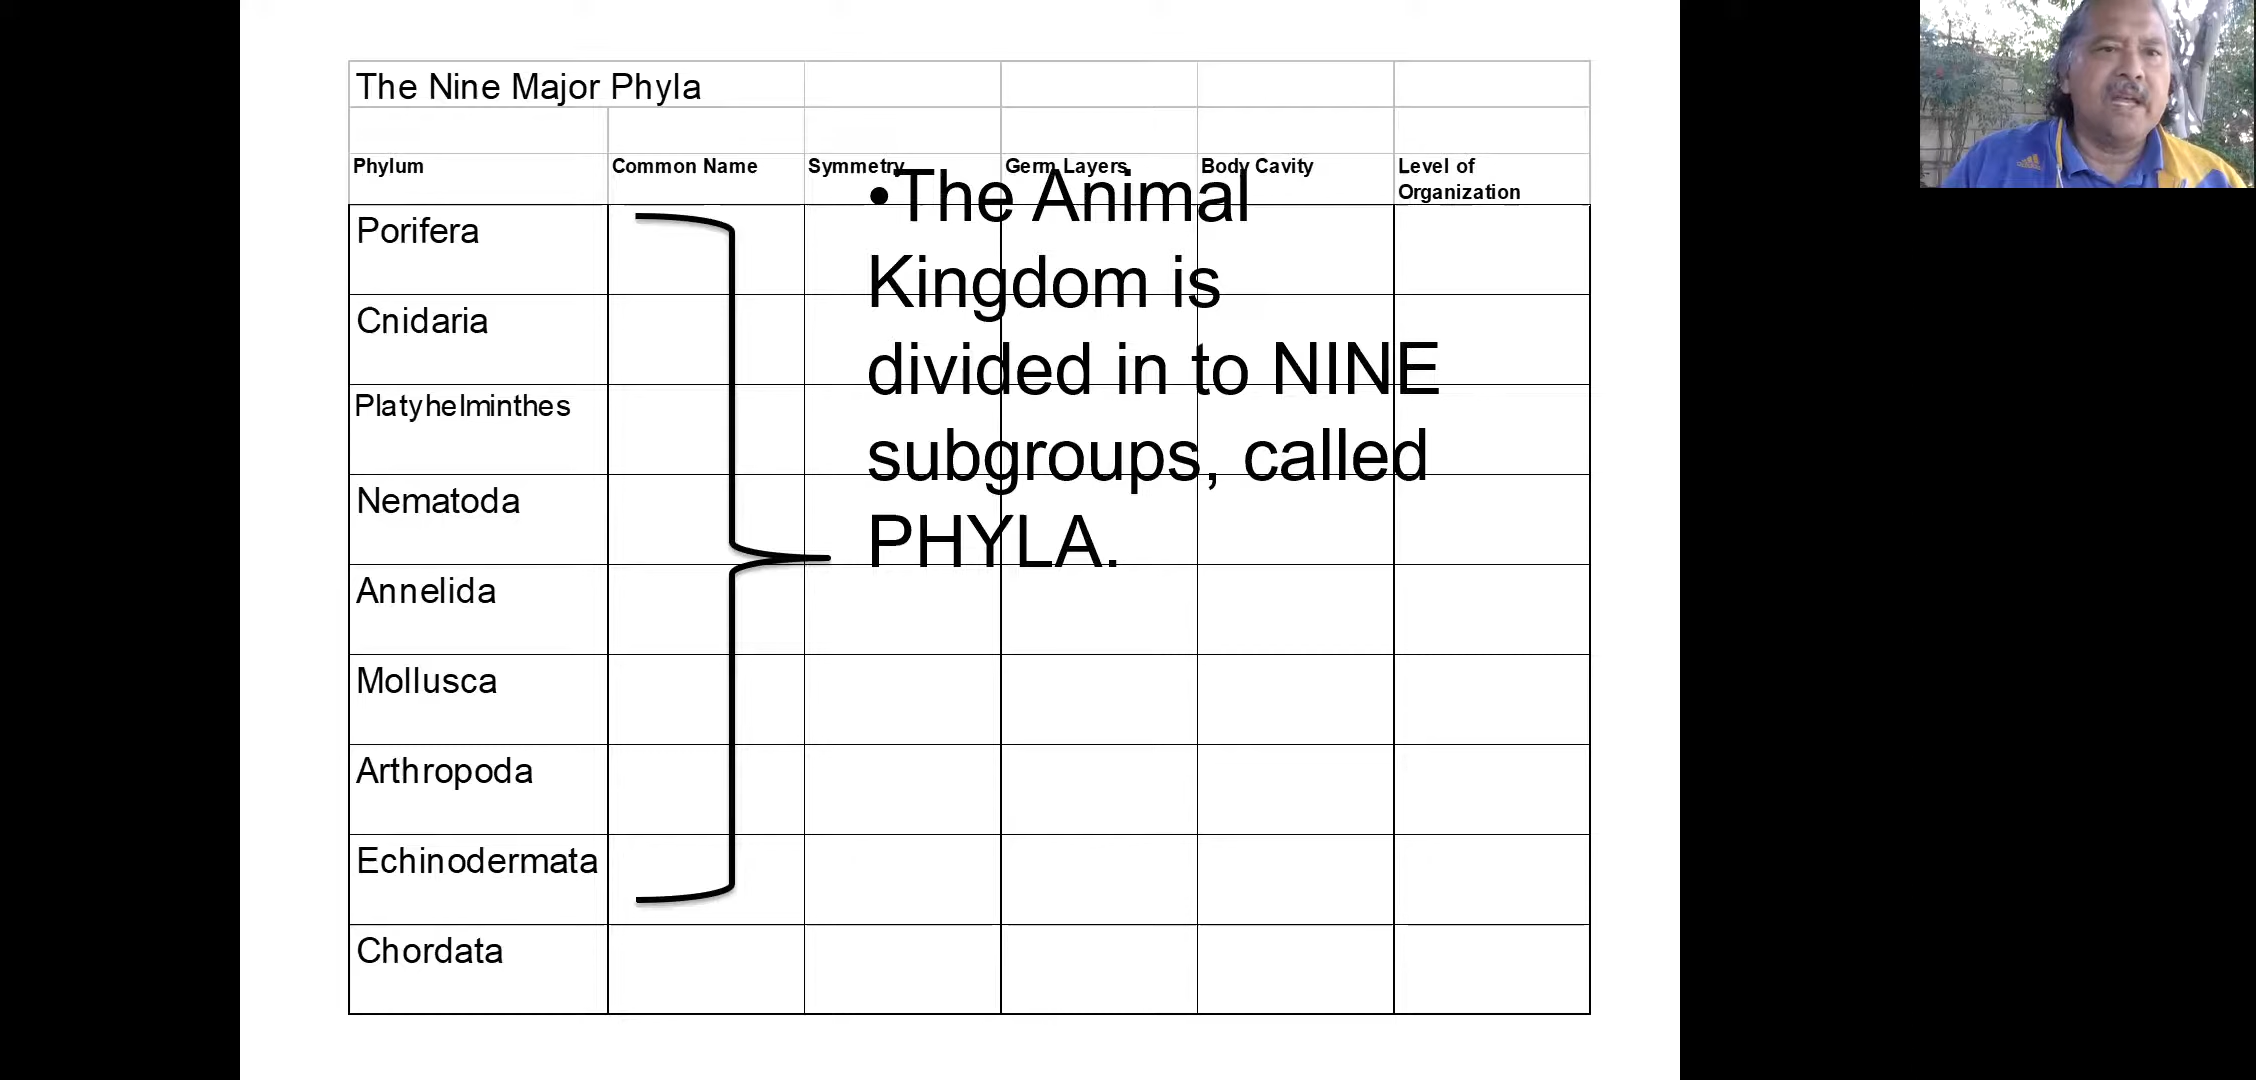 The Nine Major Phyla
Phylum Common Name Symmetry Germ Layers Body Cavity Level of
Organization
•The Animal
Kingdom is
divided in to NINE
subgroups, called
PHYLA.
Porifera
Cnidaria
Platyhelminthes
Nematoda
Annelida
Mollusca
Arthropoda
Echinodermata
Chordata